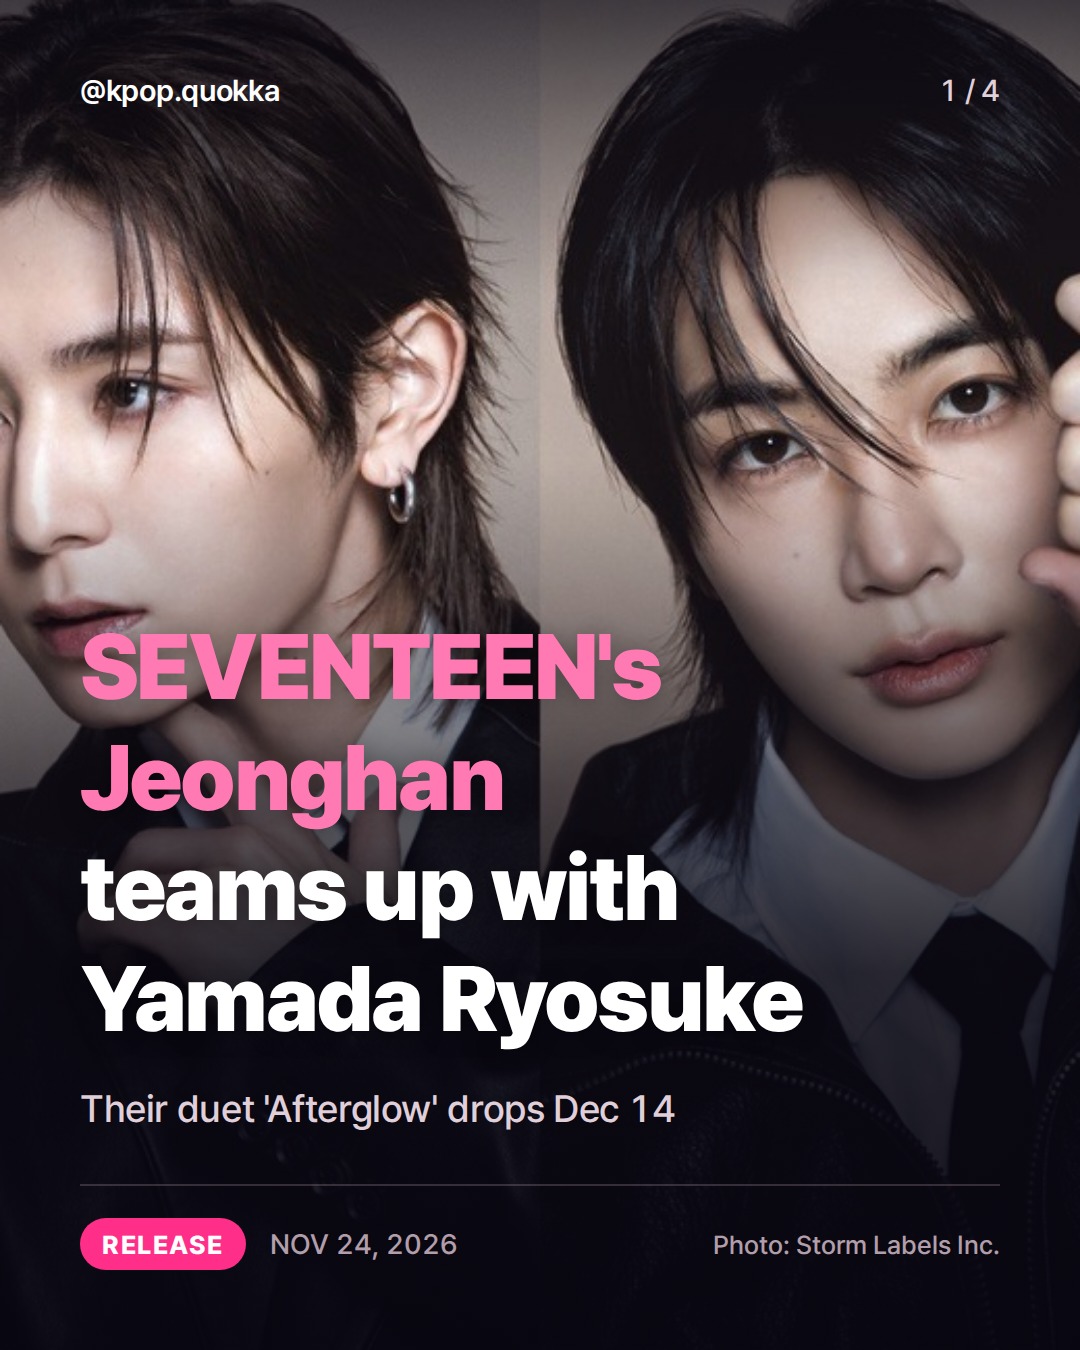 @kpop.quokka
1 / 4
SEVENTEEN's
Jeonghan
teams up with
Yamada Ryosuke
Their duet 'Afterglow' drops Dec 14
RELEASE
NOV 24, 2026
Photo: Storm Labels Inc.